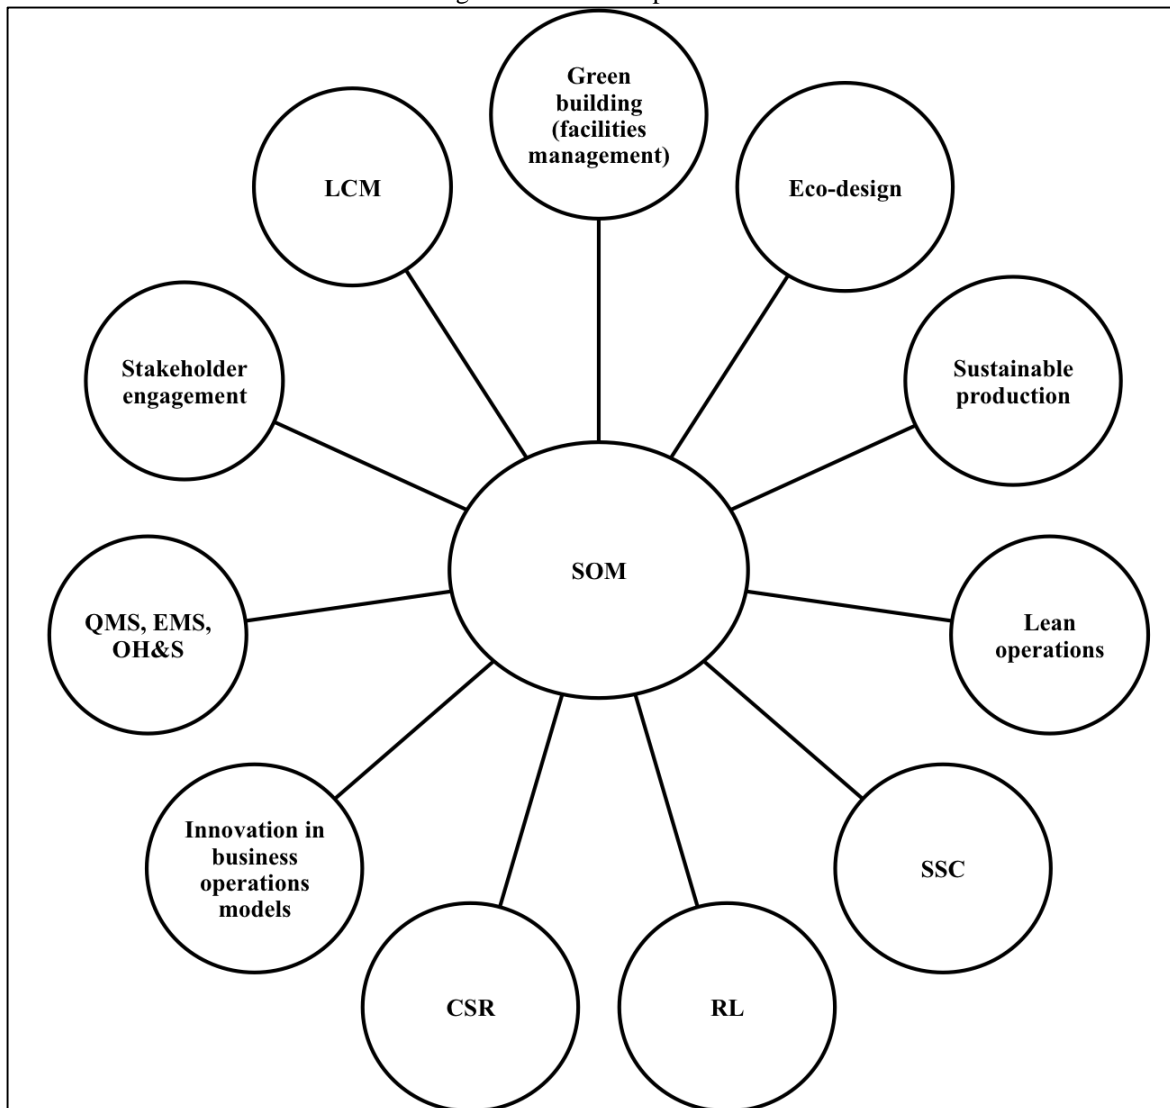 Green
building
(facilities
management)
LCM
Eco-design
Stakeholder
engagement
Sustainable
production
SOM
QMS, EMS,
OH&S
Lean
operations
Innovation in
business
operations
models
SSC
CSR
RL